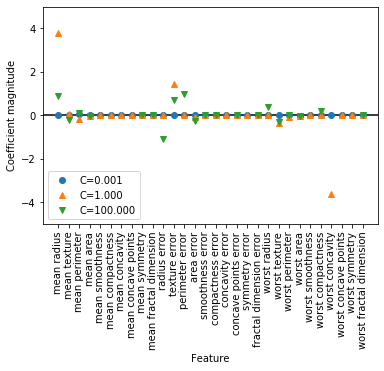 4
2
0
−2
−4
Coefficient magnitude
C=0.001
C=1.000
C=100.000
mean radius
mean texture
mean perimeter
mean area
mean smoothness
mean compactness
mean concavity
mean concave points
mean symmetry
mean fractal dimension
radius error
texture error
perimeter error
area error
smoothness error
compactness error
concavity error
concave points error
symmetry error
fractal dimension error
worst radius
worst texture
worst perimeter
worst area
worst smoothness
worst compactness
worst concavity
worst concave points
worst symmetry
worst fractal dimension
Feature